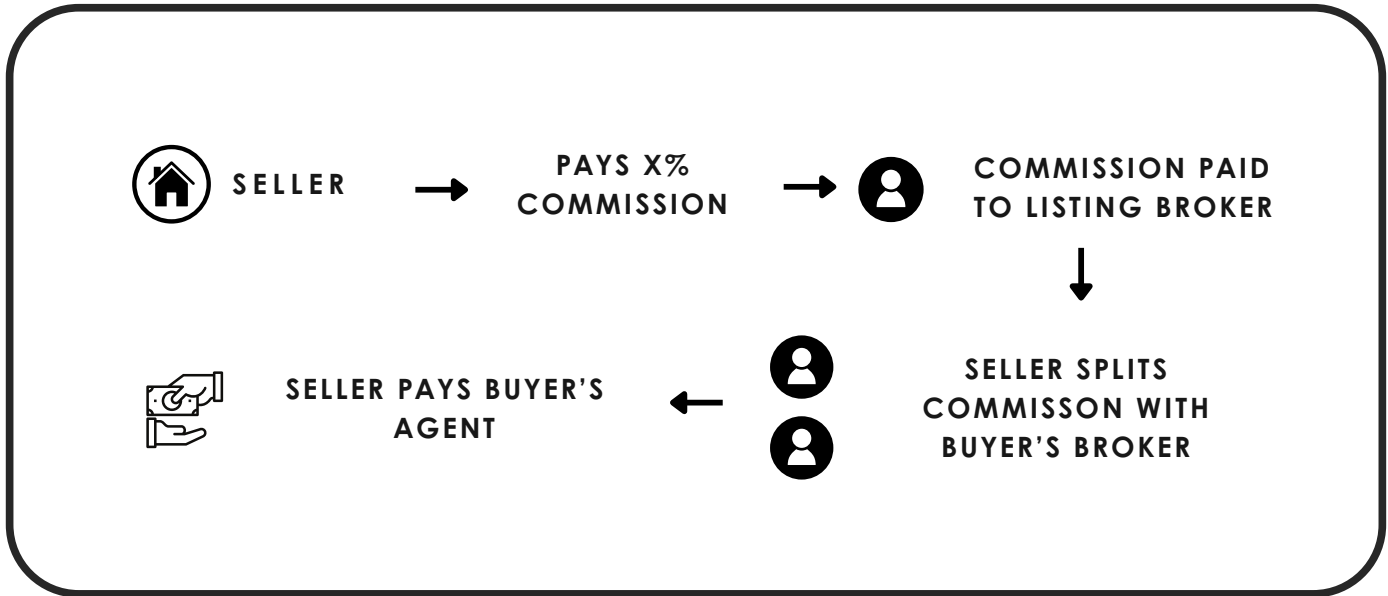 SELLER
PAYS X%
COMMISSION
COMMISSION PAID
TO LISTING BROKER
SELLER SPLITS
COMMISSON WITH
BUYER'S BROKER
SELLER PAYS BUYER'S
AGENT